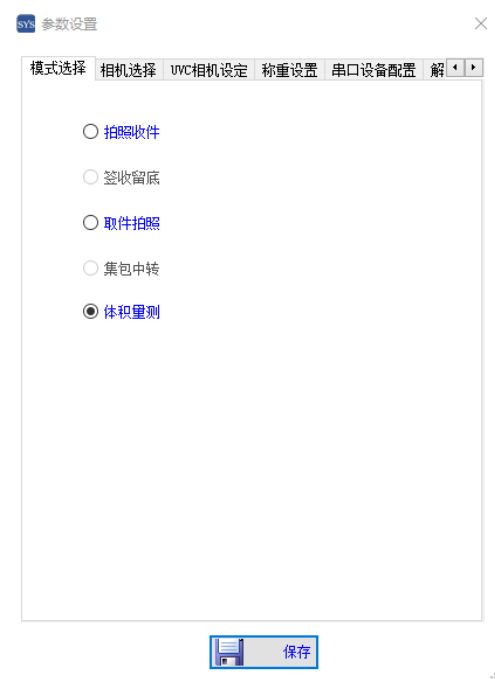 SYS 参数设置
模式选择 相机选择 UVC相机设定 称重设置 串口设备配置 解
拍照收件
签收留底
取件拍照
集包中转
体积量测
保存